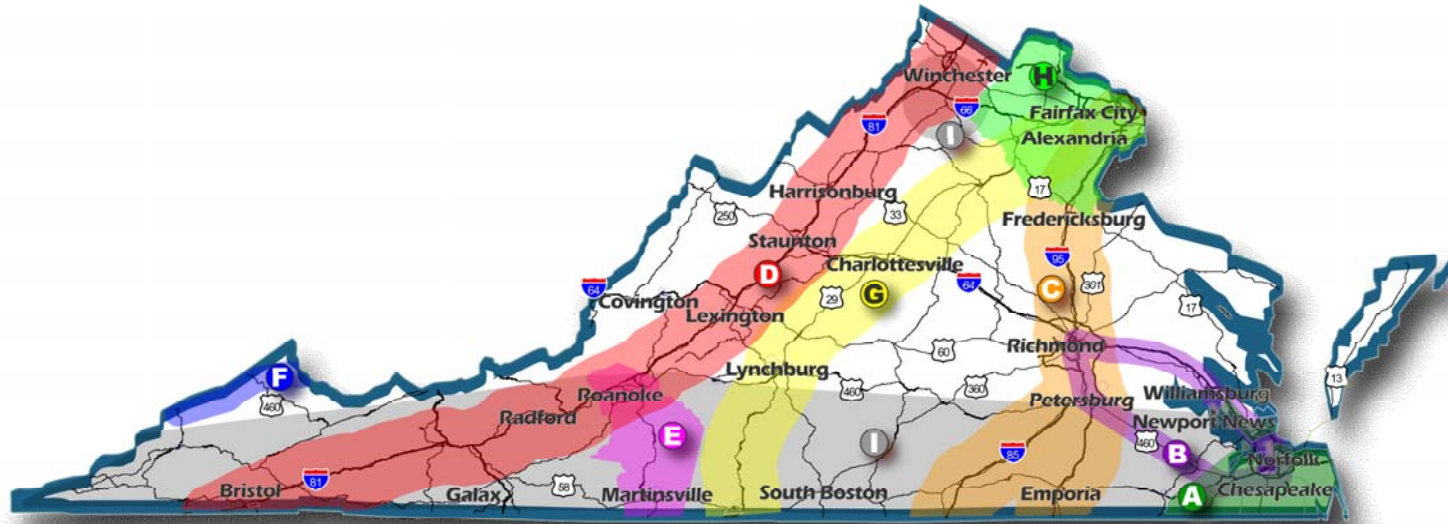 Winchester
H
66
Fairfax City
81
I
Alexandria
Harrisonburg
17
250
33
Fredericksburg
Staunton
95
D
Charlottesville
64
64
C
301
Covington
29
G
17
Lexington
Richmond
60
F
Lynchburg
13
460
Roanoke
460
360
Williamsburg
Petersburg
Radford
Newport News
E
I
460
85
B
Norfolk
81
58
Bristol
Galax
Martinsville
South Boston
Emporia
A
Chesapeake